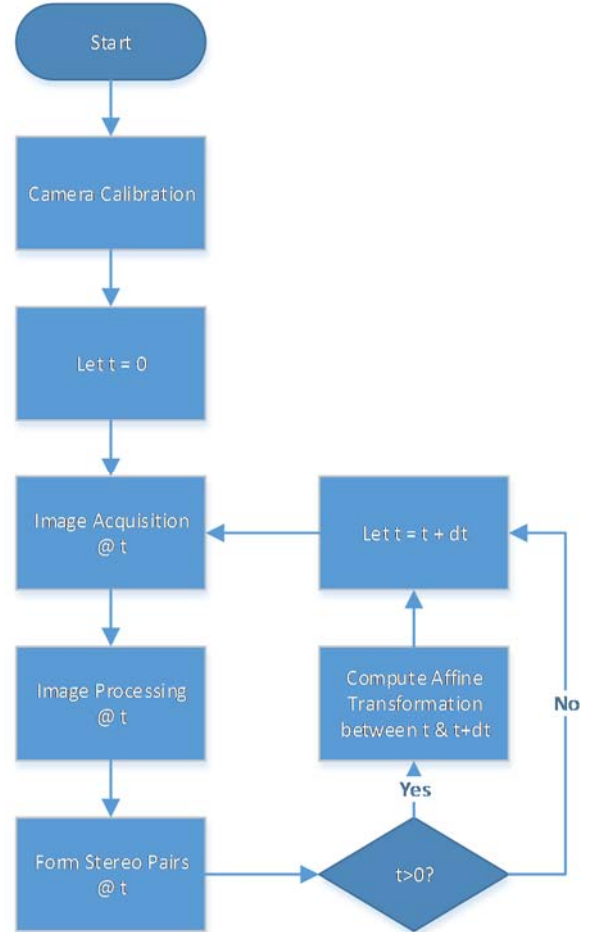 Start
Camera Calibration
Let t = 0
Image Acquisition
@ t
Image Processing
@ t
Form Stereo Pairs
@ t
t>0?
Yes
Compute Affine
Transformation
between t & t+dt
No
Let t = t + dt